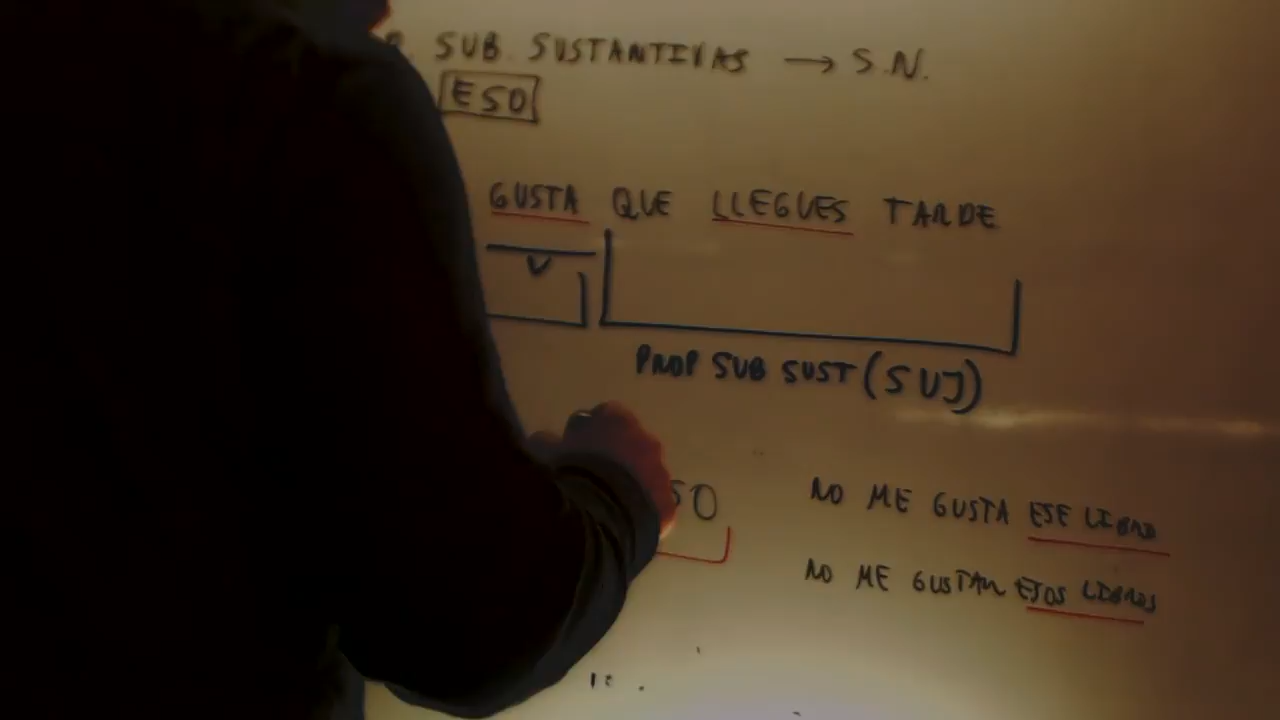 SUB. SUSTANTIVAS → S.N.
ESO
GUSTA QUE LLEGUES TARDE
V
PROP SUB SUST (SUJ)
SO
NO ME GUSTA ESE LIBRO
NO ME GUSTAN ESOS LIBROS